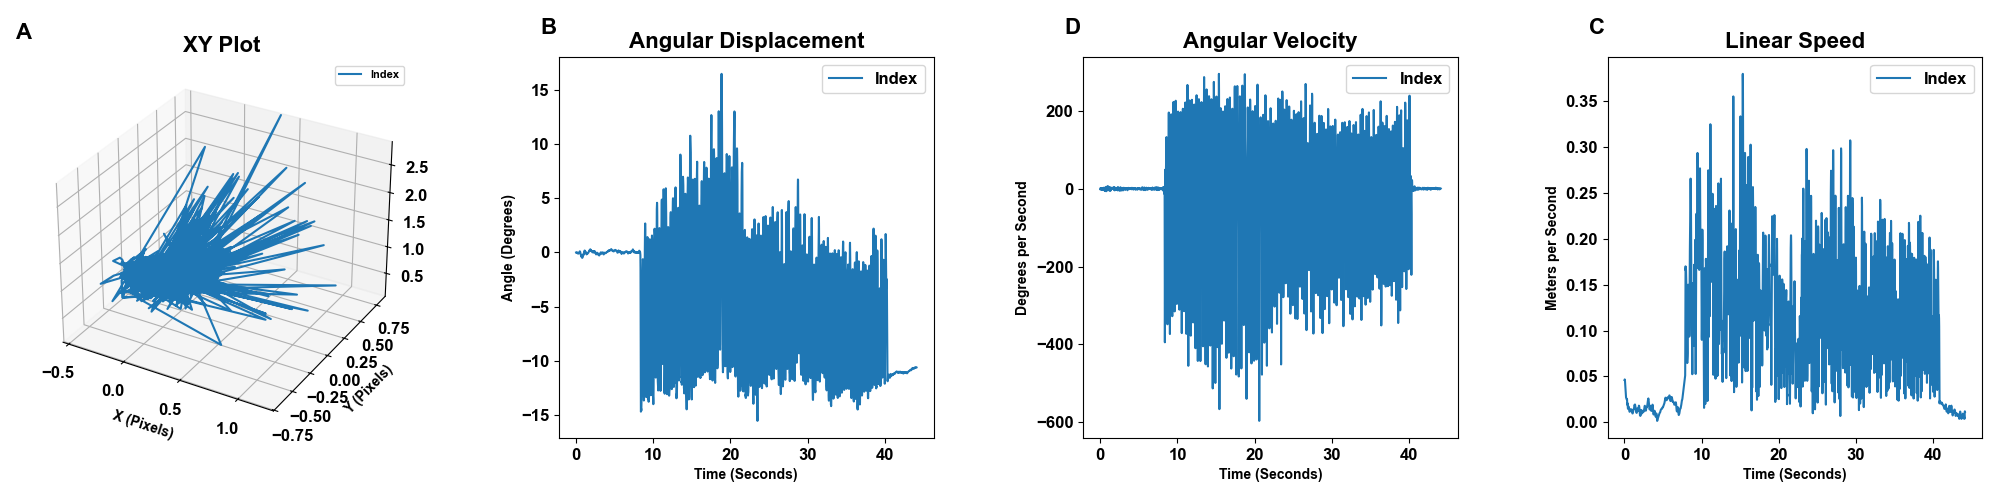 A
XY Plot
Index
2.5
2.0
1.5
1.0
0.5
0.75
0.50
0.25
0.00
−0.25
−0.50
−0.75
Y (Pixels)
−0.5
0.0
0.5
1.0
X (Pixels)
B
Angular Displacement
Index
15
10
5
0
−5
−10
−15
Angle (Degrees)
0 10 20 30 40
Time (Seconds)
D
Angular Velocity
Index
200
0
−200
−400
−600
Degrees per Second
0 10 20 30 40
Time (Seconds)
C
Linear Speed
Index
0.35
0.30
0.25
0.20
0.15
0.10
0.05
0.00
Meters per Second
0 10 20 30 40
Time (Seconds)